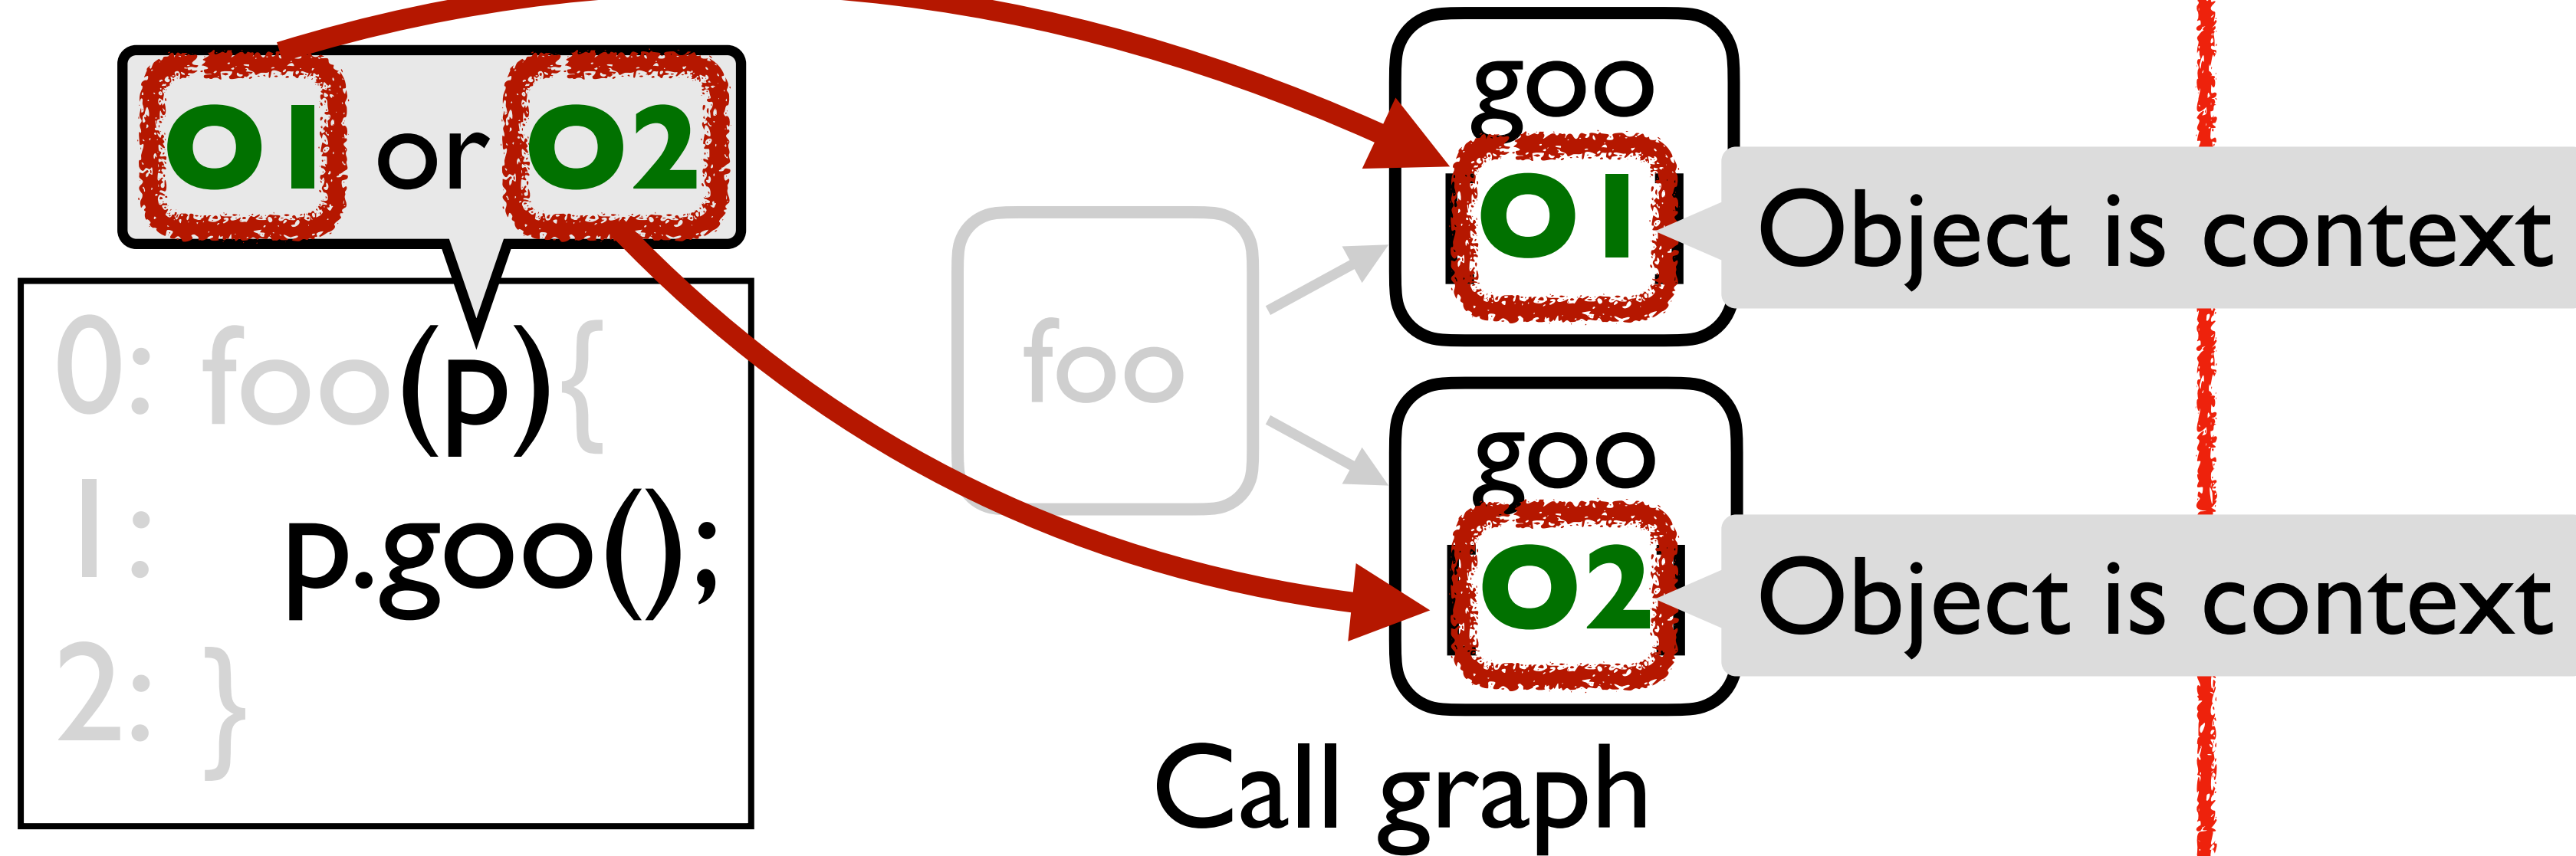 O1 or O2
0: foo(p){
1: p.goo();
2: }
foo
goo
[O1]
Object is context
goo
[O2]
Object is context
Call graph